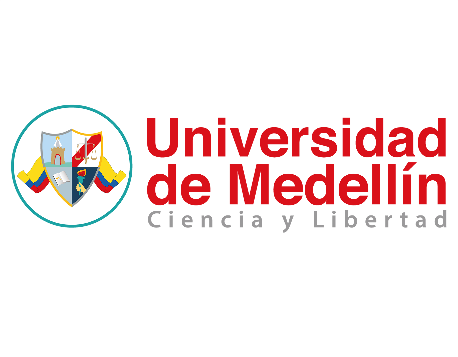 Universidad
de Medellín
Ciencia y Libertad